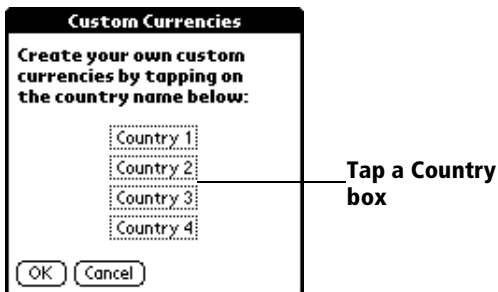 Custom Currencies
Create your own custom
currencies by tapping on
the country name below:
Country 1
Country 2
Country 3
Country 4
Tap a Country
box
OK Cancel